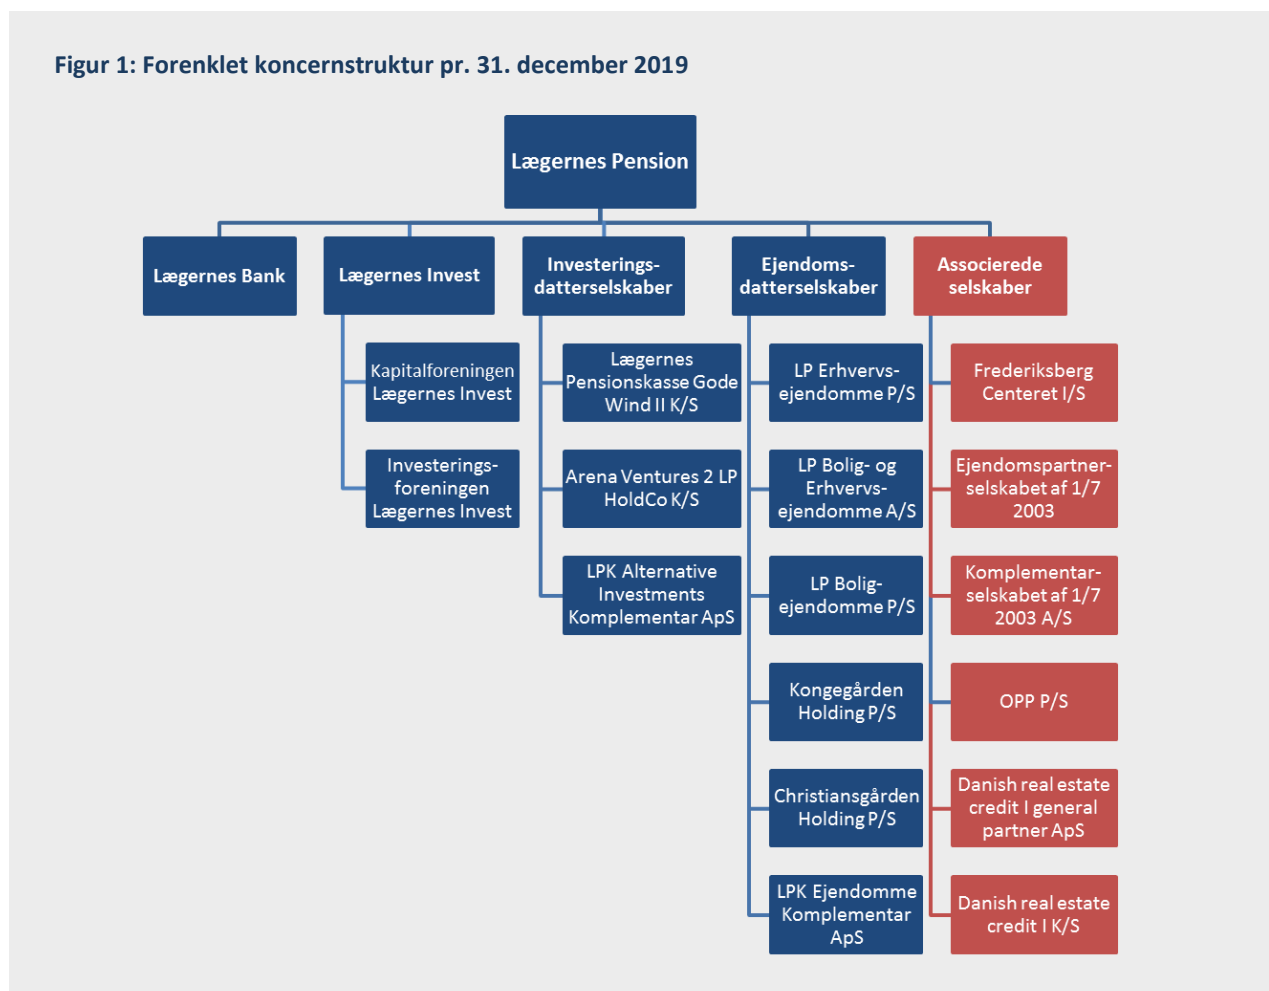 Figur 1: Forenklet koncernstruktur pr. 31. december 2019
Lægernes Pension
Lægernes Bank
Lægernes Invest
Investerings-
datterselskaber
Ejendoms-
datterselskaber
Associerede
selskaber
Kapitalforeningen
Lægernes Invest
Investerings-
foreningen
Lægernes Invest
Lægernes
Pensionskasse Gode
Wind II K/S
Arena Ventures 2 LP
HoldCo K/S
LPK Alternative
Investments
Komplementar ApS
LP Erhvervs-
ejendomme P/S
LP Bolig- og
Erhvervs-
ejendomme A/S
LP Bolig-
ejendomme P/S
Kongegården
Holding P/S
Christiansgården
Holding P/S
LPK Ejendomme
Komplementar
ApS
Frederiksberg
Centeret I/S
Ejendomspartner-
selskabet af 1/7
2003
Komplementar-
selskabet af 1/7
2003 A/S
OPP P/S
Danish real estate
credit I general
partner ApS
Danish real estate
credit I K/S